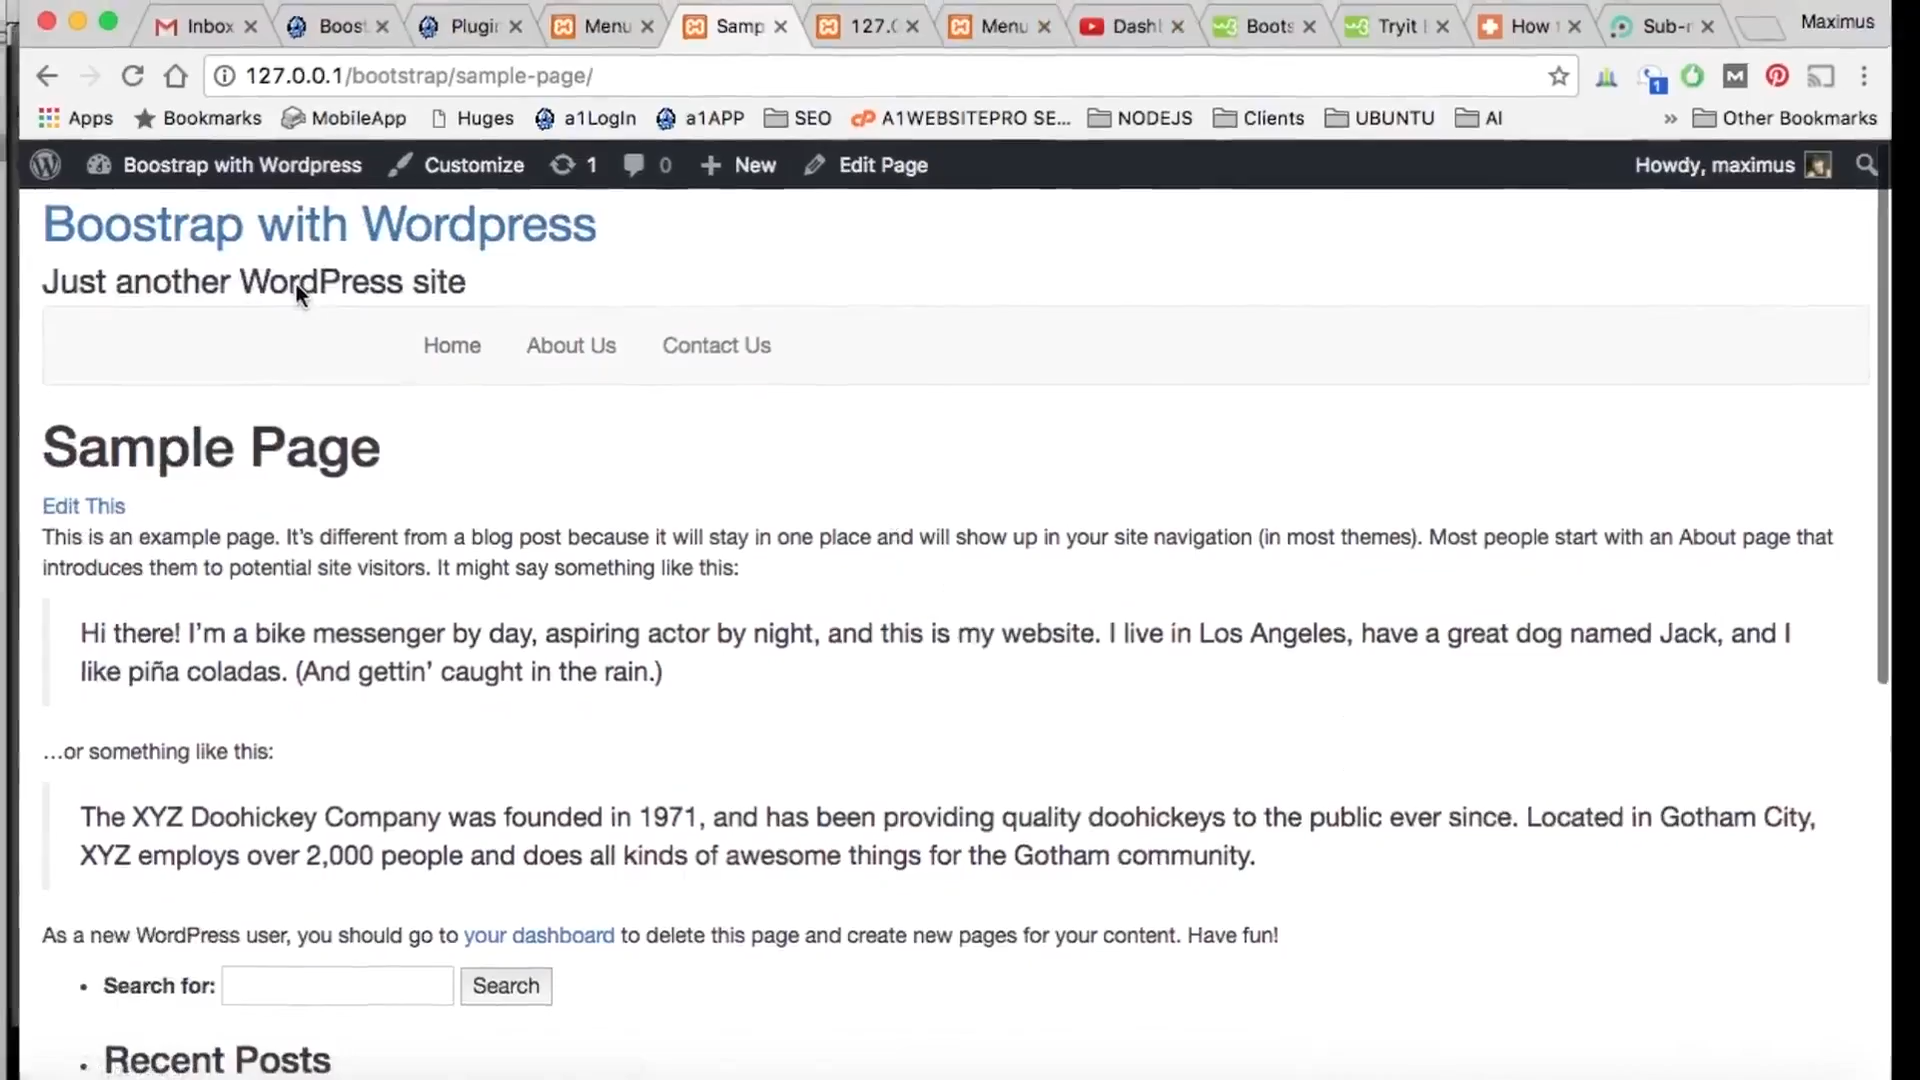 Inbox Boost Plugin Menu Samp 127.0 Menu Dashl Boots Tryit How Sub-r Maximus
127.0.0.1/bootstrap/sample-page/
M 1
Apps Bookmarks MobileApp Huges a1LogIn a1APP SEO cP A1WEBSITEPRO SE... NODEJS Clients UBUNTU AI » Other Bookmarks
Boostrap with Wordpress Customize 1 0 New Edit Page Howdy, maximus
Boostrap with Wordpress
Just another WordPress site
Home About Us Contact Us
Sample Page
Edit This
This is an example page. It’s different from a blog post because it will stay in one place and will show up in your site navigation (in most themes). Most people start with an About page that
introduces them to potential site visitors. It might say something like this:
Hi there! I’m a bike messenger by day, aspiring actor by night, and this is my website. I live in Los Angeles, have a great dog named Jack, and I
like piña coladas. (And gettin’ caught in the rain.)
…or something like this:
The XYZ Doohickey Company was founded in 1971, and has been providing quality doohickeys to the public ever since. Located in Gotham City,
XYZ employs over 2,000 people and does all kinds of awesome things for the Gotham community.
As a new WordPress user, you should go to your dashboard to delete this page and create new pages for your content. Have fun!
• Search for: Search
• Recent Posts